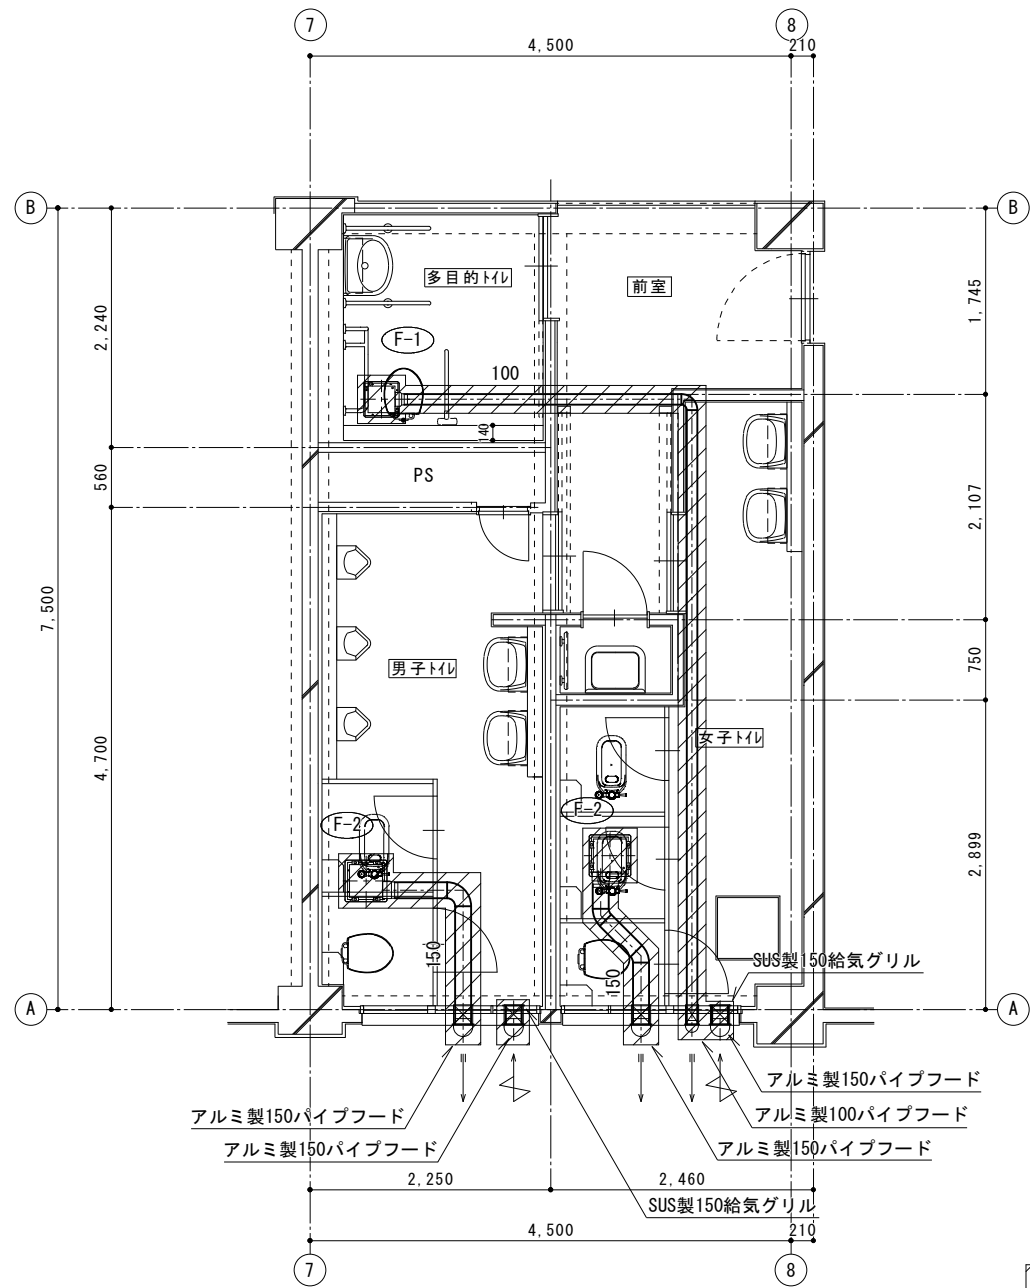 7
8
4,500
210
B
B
多目的トイレ
前室
1,745
2,240
F-1
100
140
560
PS
2,107
7,500
男子トイレ
750
4,700
女子トイレ
F-2
F-2
2,899
150
150
SUS製150給気グリル
A
A
アルミ製150パイプフード
アルミ製150パイプフード
アルミ製100パイプフード
アルミ製150パイプフード
アルミ製150パイプフード
2,250
2,460
SUS製150給気グリル
4,500
210
7
8